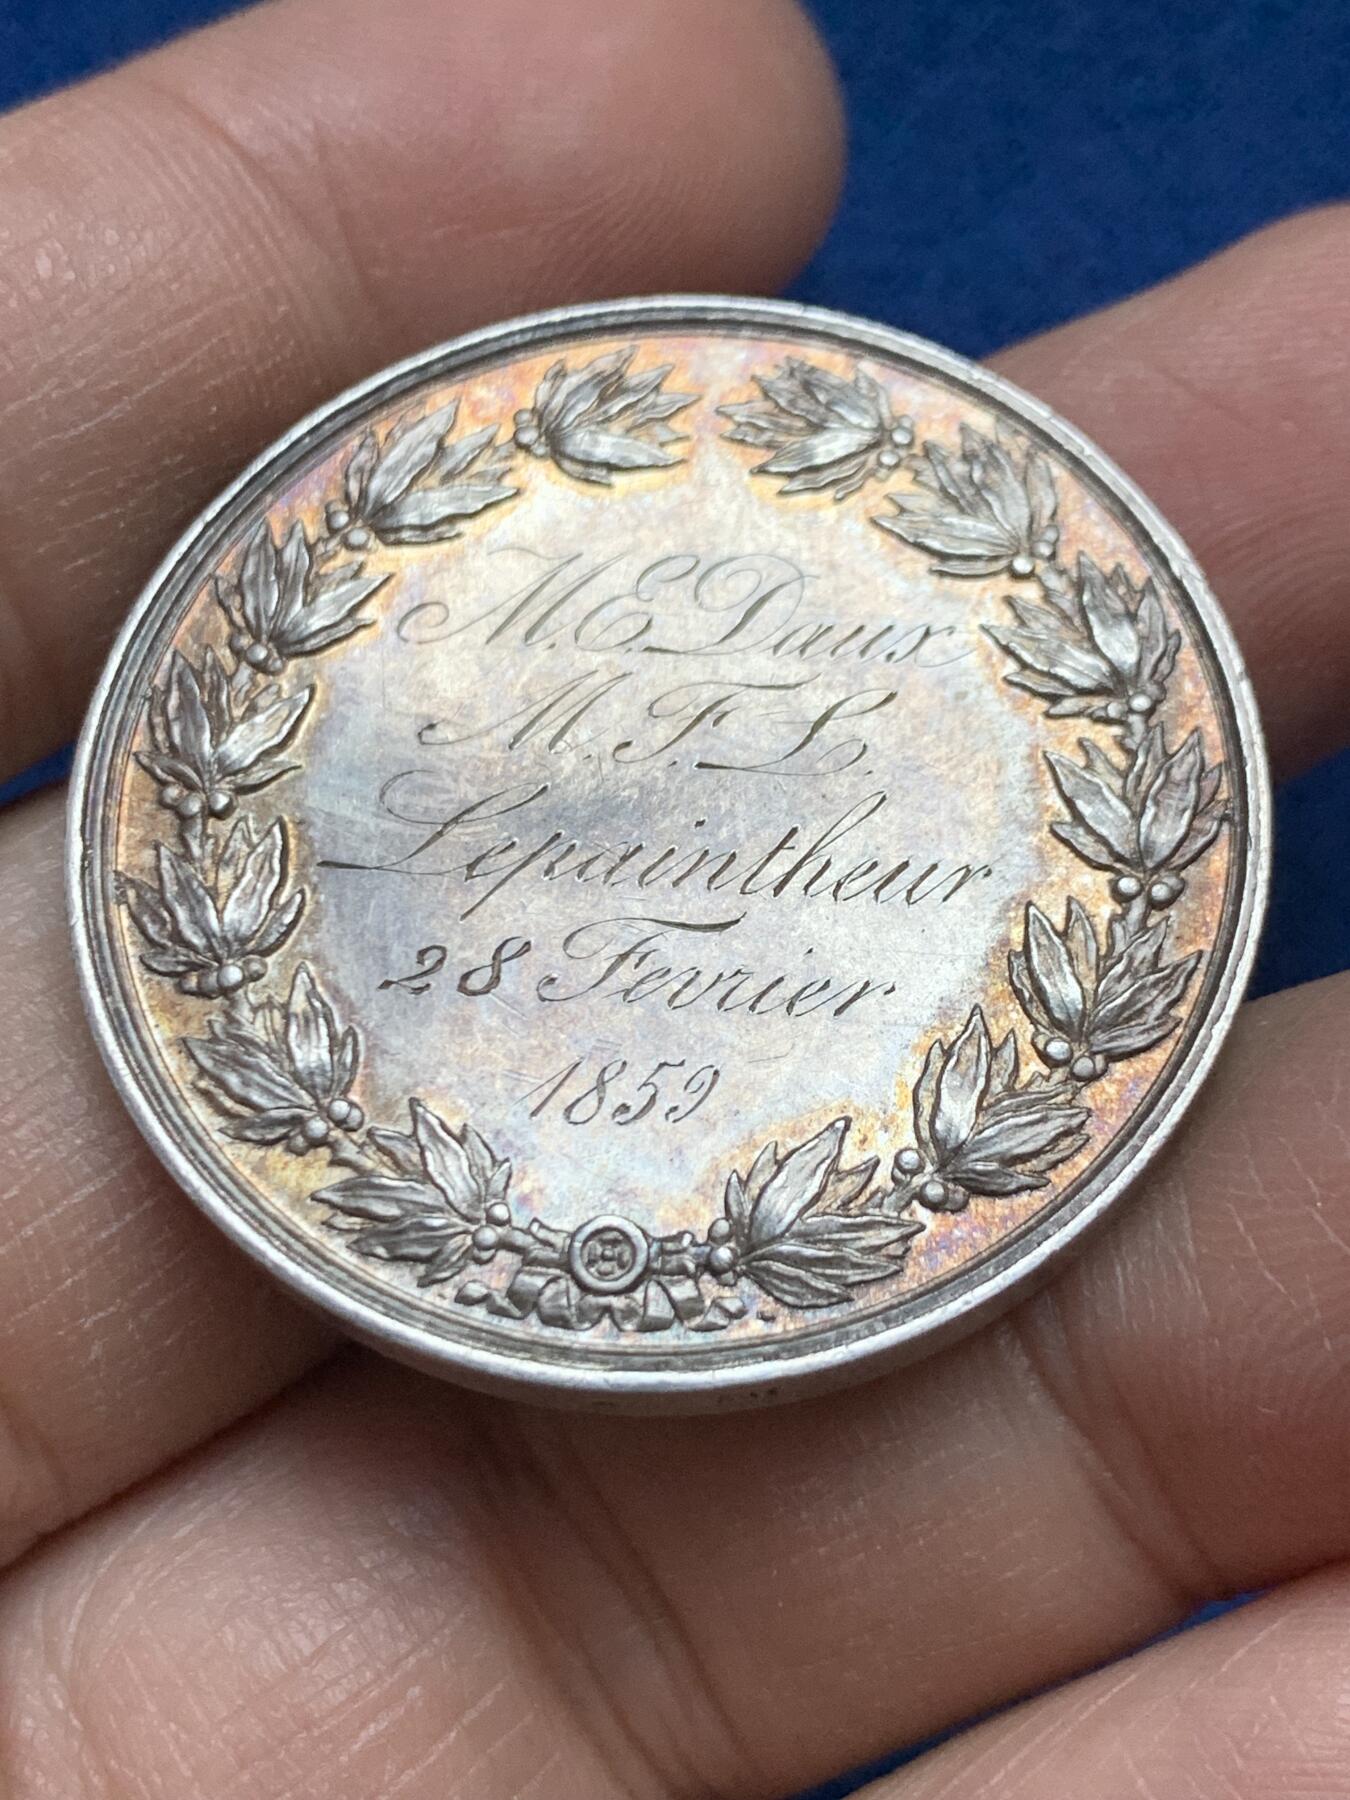 M. E. Daux
M. F. L.
Lepaintheur
28 Fevrier
1859